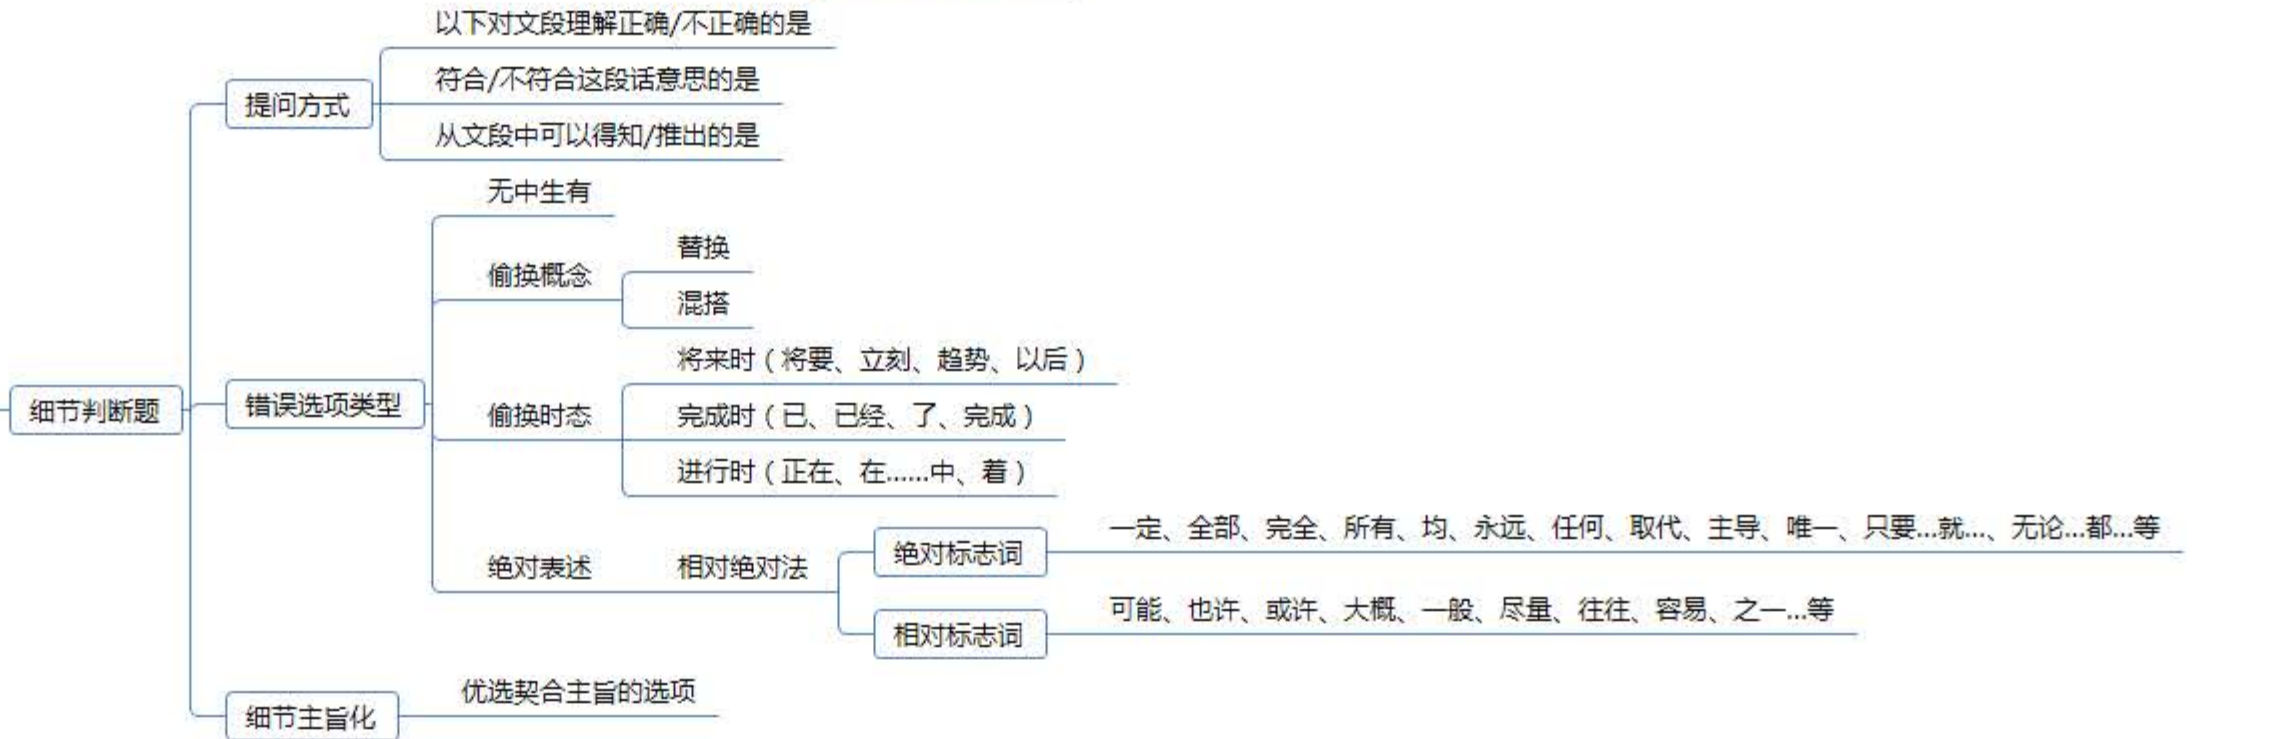 以下对文段理解正确/不正确的是
符合/不符合这段话意思的是
提问方式
从文段中可以得知/推出的是
无中生有
替换
偷换概念
混搭
将来时（将要、立刻、趋势、以后）
细节判断题
错误选项类型
偷换时态
完成时（已、已经、了、完成）
进行时（正在、在……中、着）
一定、全部、完全、所有、均、永远、任何、取代、主导、唯一、只要...就...、无论...都...等
绝对标志词
绝对表述
相对绝对法
可能、也许、或许、大概、一般、尽量、往往、容易、之一...等
相对标志词
优选契合主旨的选项
细节主旨化